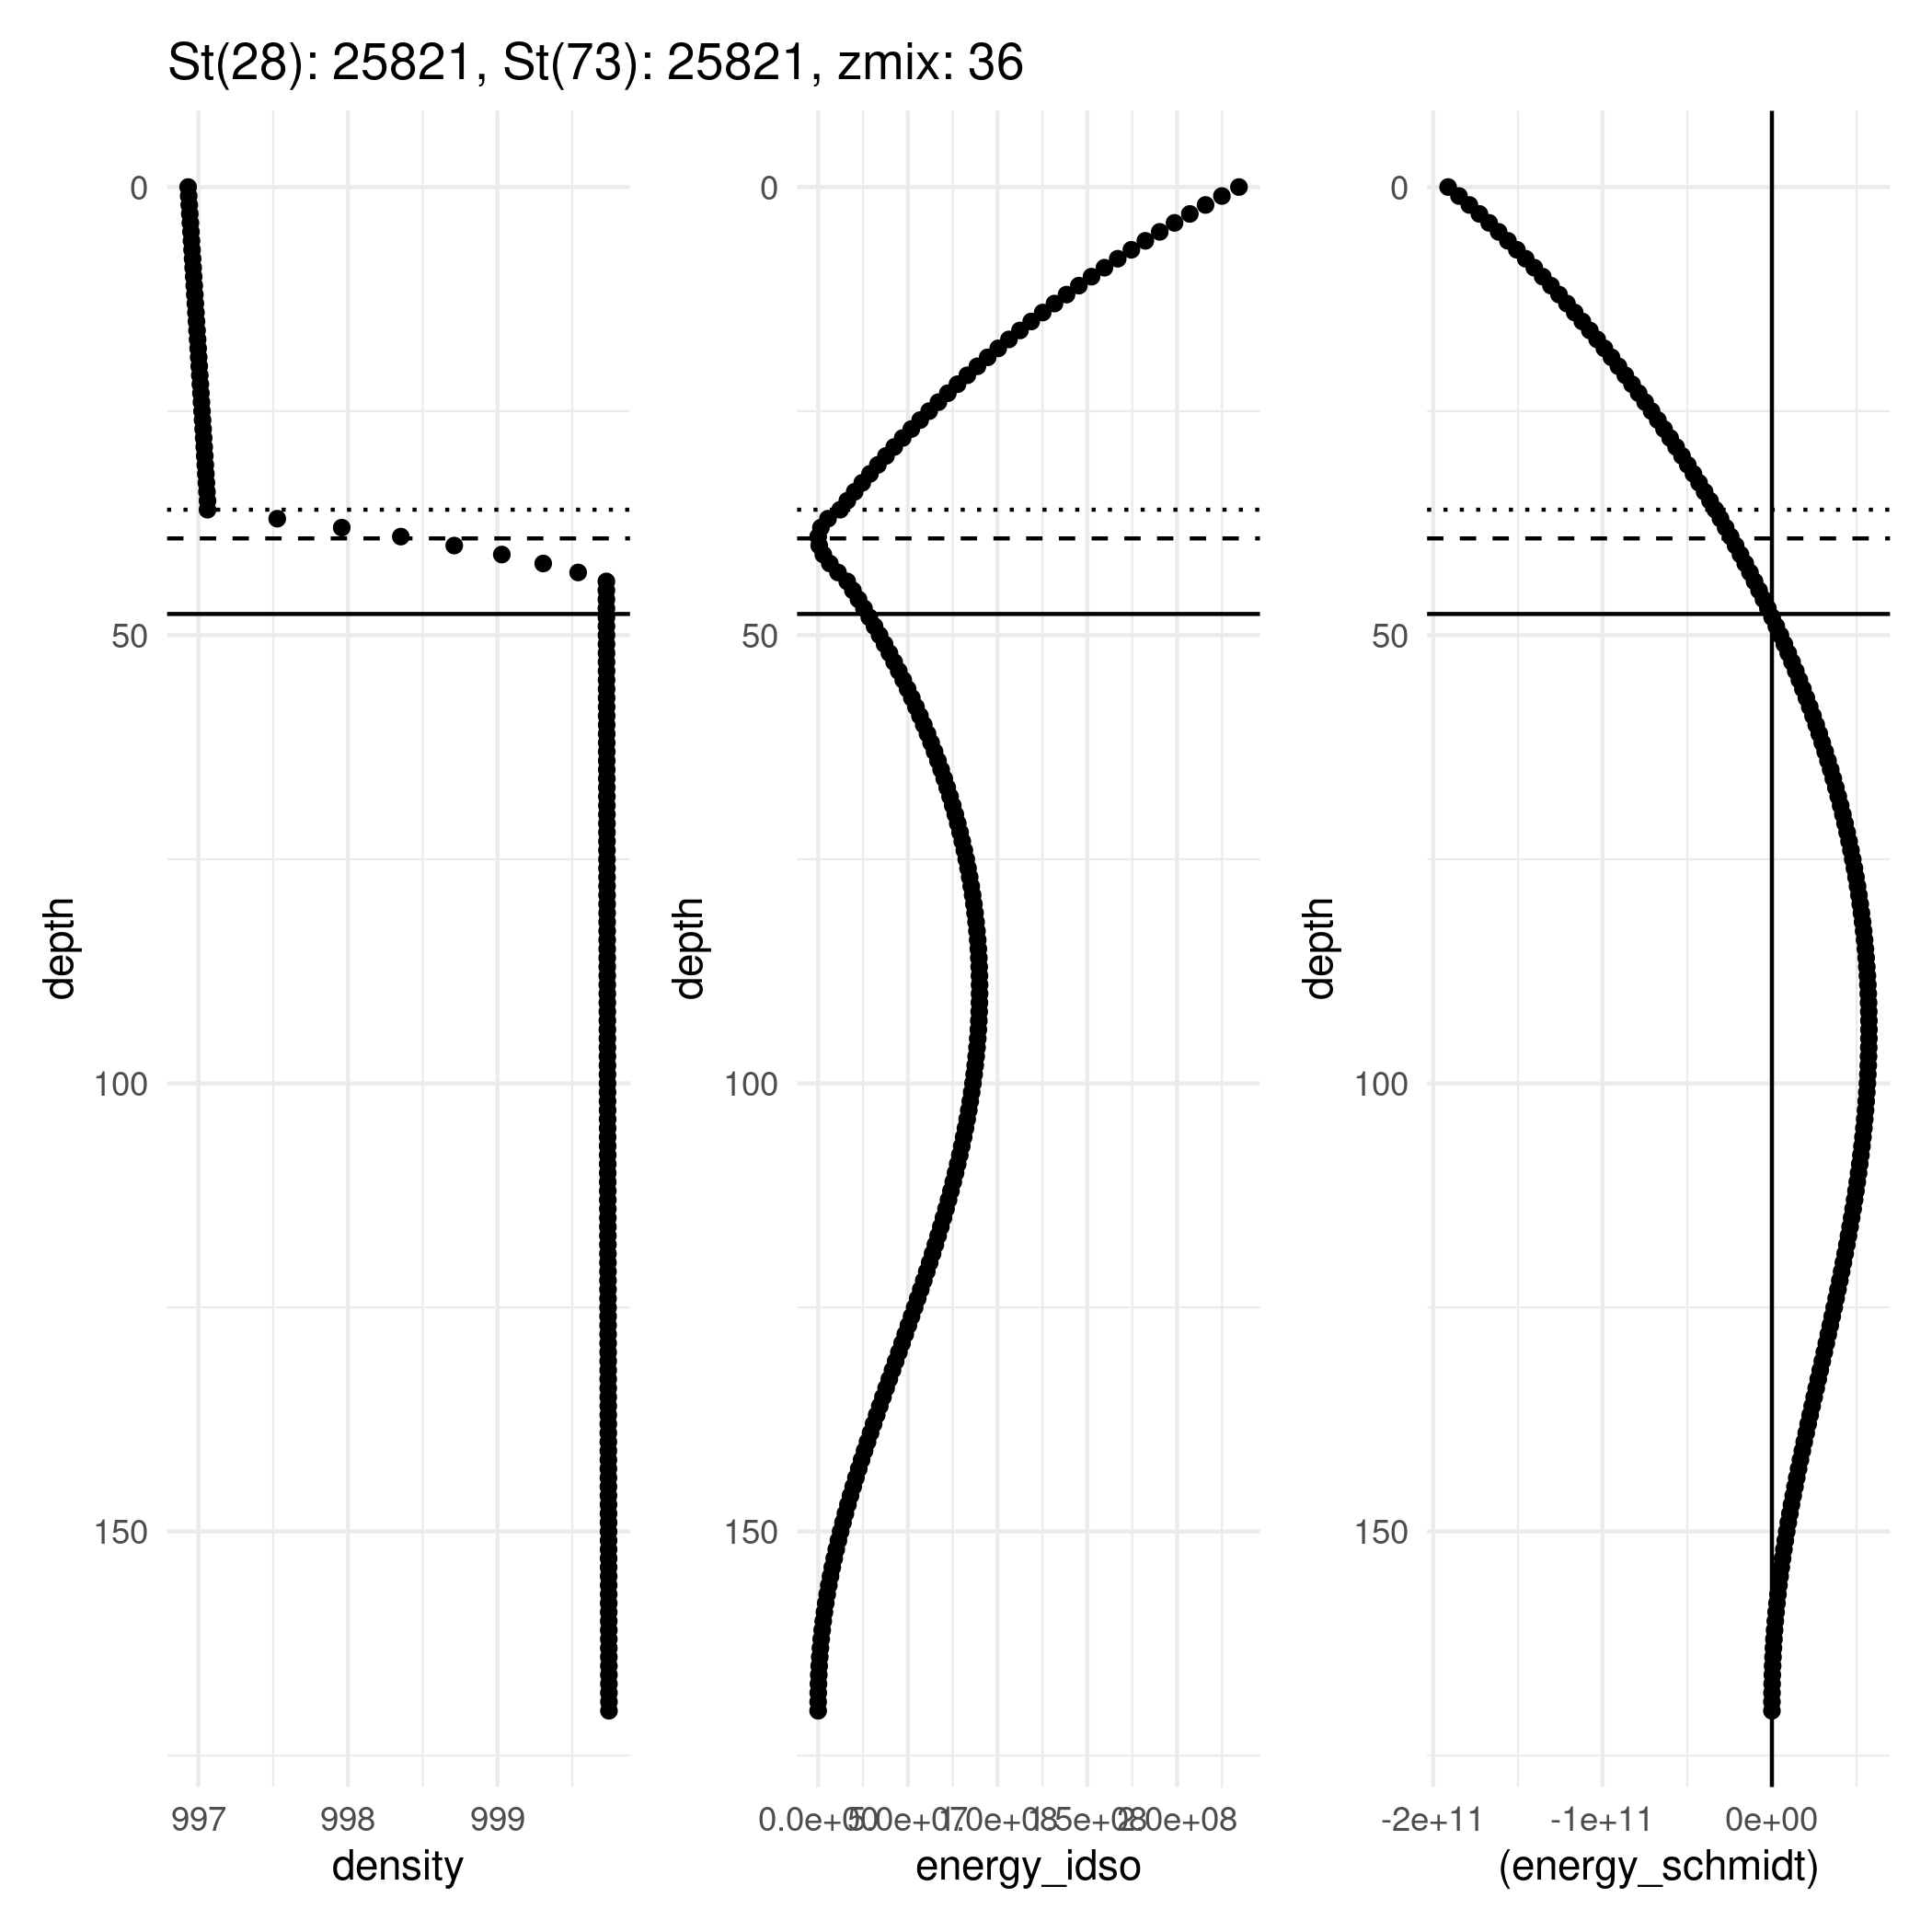 St(28): 25821, St(73): 25821, zmix: 36
0
50
100
150
depth
997 998 999
density
0
50
100
150
depth
0.0e+00 5.0e+07 1.0e+08 1.5e+08 2.0e+08
energy_idso
0
50
100
150
depth
-2e+11 -1e+11 0e+00
(energy_schmidt)